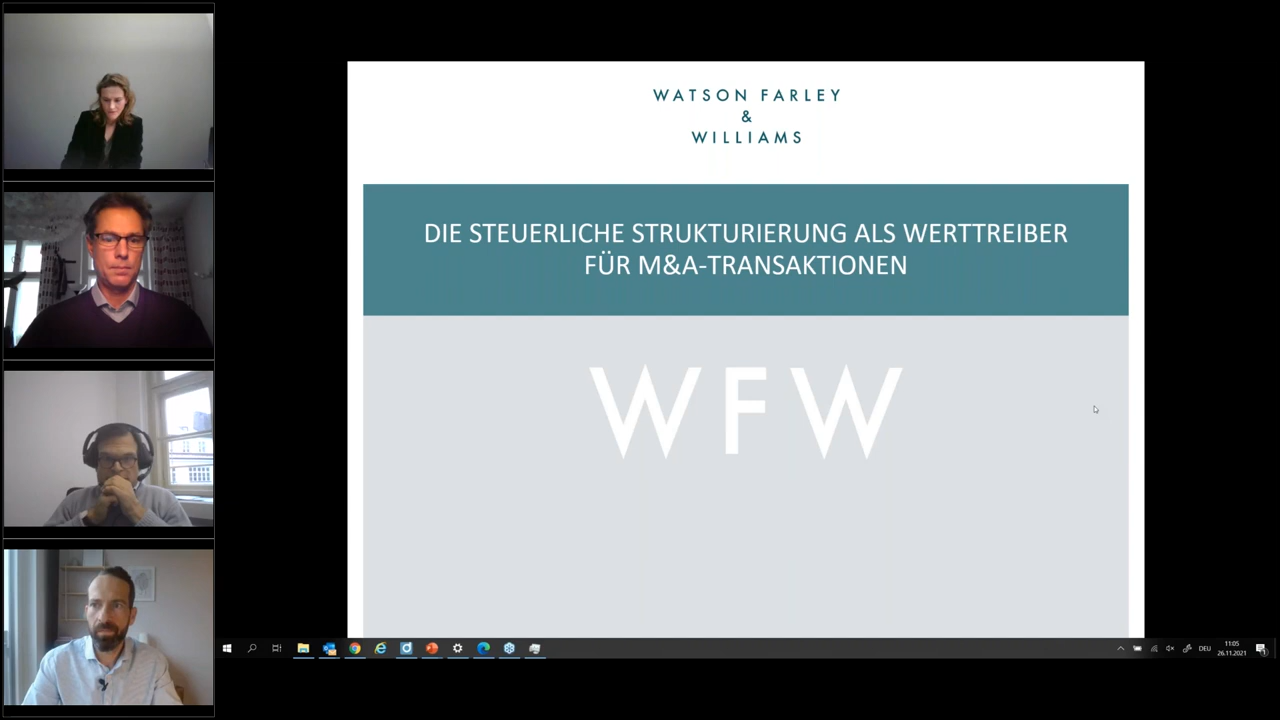 WATSON FARLEY
&
WILLIAMS
DIE STEUERLICHE STRUKTURIERUNG ALS WERTTREIBER
FÜR M&A-TRANSAKTIONEN
WFW
DEU
11:05
26.11.2021